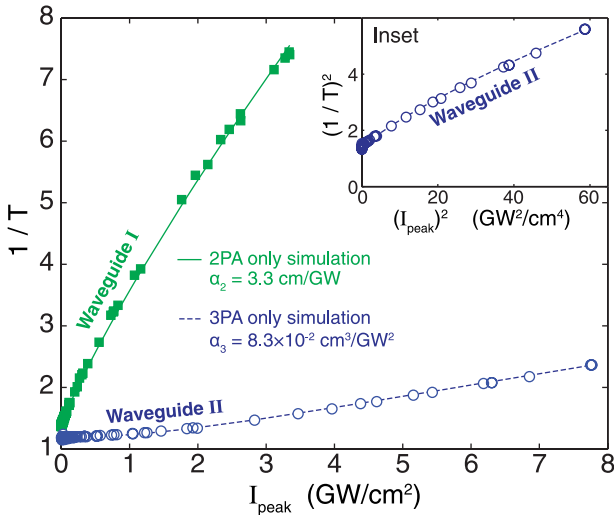 8
7
6
5
4
3
2
1
1 / T
0
1
2
3
4
5
6
7
8
I_peak (GW/cm²)
Waveguide I
2PA only simulation
α₂ = 3.3 cm/GW
3PA only simulation
α₃ = 8.3×10⁻² cm³/GW²
Waveguide II
Inset
4
2
0
(1 / T)²
Waveguide II
0
20
40
60
(I_peak)² (GW²/cm⁴)